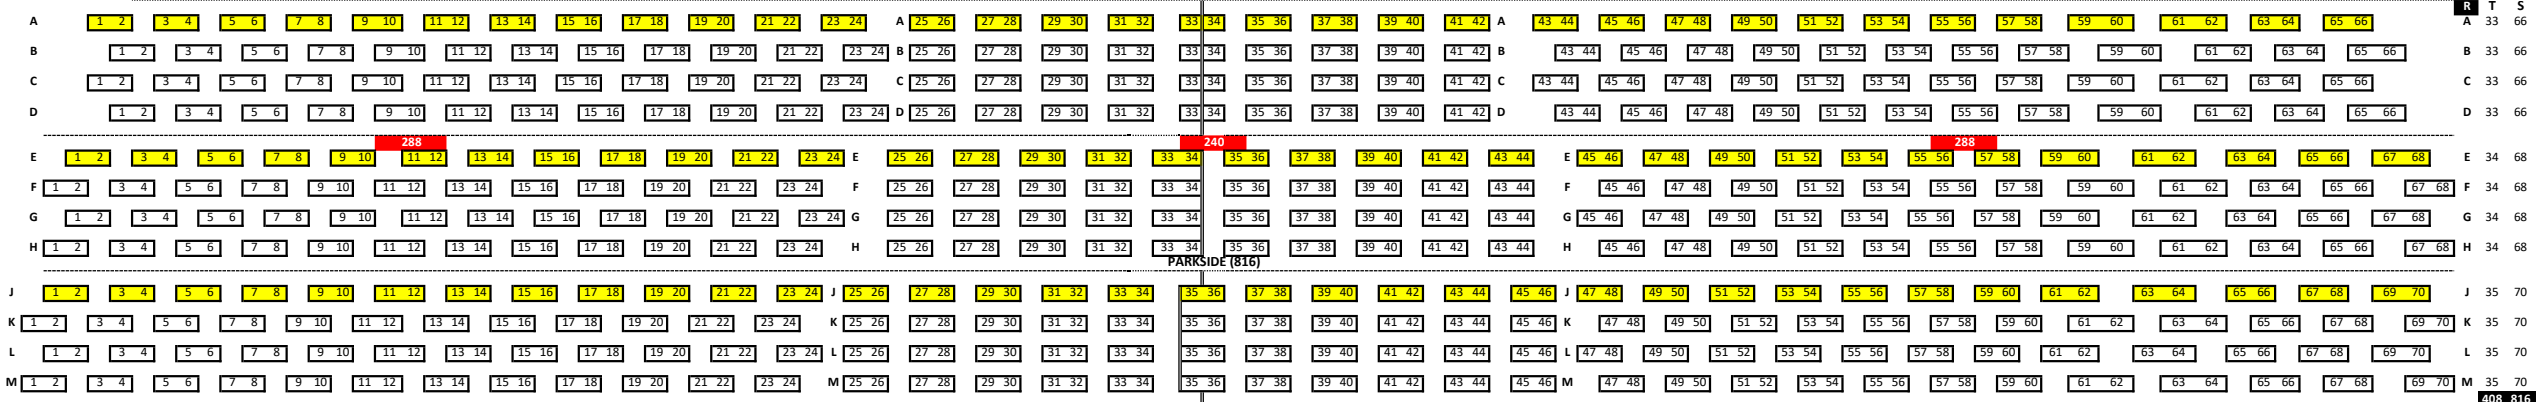 R T S
A 1 2 3 4 5 6 7 8 9 10 11 12 13 14 15 16 17 18 19 20 21 22 23 24 A 25 26 27 28 29 30 31 32 33 34 35 36 37 38 39 40 41 42 A 43 44 45 46 47 48 49 50 51 52 53 54 55 56 57 58 59 60 61 62 63 64 65 66 A 33 66
B 1 2 3 4 5 6 7 8 9 10 11 12 13 14 15 16 17 18 19 20 21 22 23 24 B 25 26 27 28 29 30 31 32 33 34 35 36 37 38 39 40 41 42 B 43 44 45 46 47 48 49 50 51 52 53 54 55 56 57 58 59 60 61 62 63 64 65 66 B 33 66
C 1 2 3 4 5 6 7 8 9 10 11 12 13 14 15 16 17 18 19 20 21 22 23 24 C 25 26 27 28 29 30 31 32 33 34 35 36 37 38 39 40 41 42 C 43 44 45 46 47 48 49 50 51 52 53 54 55 56 57 58 59 60 61 62 63 64 65 66 C 33 66
D 1 2 3 4 5 6 7 8 9 10 11 12 13 14 15 16 17 18 19 20 21 22 23 24 D 25 26 27 28 29 30 31 32 33 34 35 36 37 38 39 40 41 42 D 43 44 45 46 47 48 49 50 51 52 53 54 55 56 57 58 59 60 61 62 63 64 65 66 D 33 66
288 240 288
E 1 2 3 4 5 6 7 8 9 10 11 12 13 14 15 16 17 18 19 20 21 22 23 24 E 25 26 27 28 29 30 31 32 33 34 35 36 37 38 39 40 41 42 43 44 E 45 46 47 48 49 50 51 52 53 54 55 56 57 58 59 60 61 62 63 64 65 66 67 68 E 34 68
F 1 2 3 4 5 6 7 8 9 10 11 12 13 14 15 16 17 18 19 20 21 22 23 24 F 25 26 27 28 29 30 31 32 33 34 35 36 37 38 39 40 41 42 43 44 F 45 46 47 48 49 50 51 52 53 54 55 56 57 58 59 60 61 62 63 64 65 66 67 68 F 34 68
G 1 2 3 4 5 6 7 8 9 10 11 12 13 14 15 16 17 18 19 20 21 22 23 24 G 25 26 27 28 29 30 31 32 33 34 35 36 37 38 39 40 41 42 43 44 G 45 46 47 48 49 50 51 52 53 54 55 56 57 58 59 60 61 62 63 64 65 66 67 68 G 34 68
H 1 2 3 4 5 6 7 8 9 10 11 12 13 14 15 16 17 18 19 20 21 22 23 24 H 25 26 27 28 29 30 31 32 33 34 35 36 37 38 39 40 41 42 43 44 H 45 46 47 48 49 50 51 52 53 54 55 56 57 58 59 60 61 62 63 64 65 66 67 68 H 34 68
PARKSIDE (816)
J 1 2 3 4 5 6 7 8 9 10 11 12 13 14 15 16 17 18 19 20 21 22 23 24 J 25 26 27 28 29 30 31 32 33 34 35 36 37 38 39 40 41 42 43 44 45 46 J 47 48 49 50 51 52 53 54 55 56 57 58 59 60 61 62 63 64 65 66 67 68 69 70 J 35 70
K 1 2 3 4 5 6 7 8 9 10 11 12 13 14 15 16 17 18 19 20 21 22 23 24 K 25 26 27 28 29 30 31 32 33 34 35 36 37 38 39 40 41 42 43 44 45 46 K 47 48 49 50 51 52 53 54 55 56 57 58 59 60 61 62 63 64 65 66 67 68 69 70 K 35 70
L 1 2 3 4 5 6 7 8 9 10 11 12 13 14 15 16 17 18 19 20 21 22 23 24 L 25 26 27 28 29 30 31 32 33 34 35 36 37 38 39 40 41 42 43 44 45 46 L 47 48 49 50 51 52 53 54 55 56 57 58 59 60 61 62 63 64 65 66 67 68 69 70 L 35 70
M 1 2 3 4 5 6 7 8 9 10 11 12 13 14 15 16 17 18 19 20 21 22 23 24 M 25 26 27 28 29 30 31 32 33 34 35 36 37 38 39 40 41 42 43 44 45 46 M 47 48 49 50 51 52 53 54 55 56 57 58 59 60 61 62 63 64 65 66 67 68 69 70 M 35 70
408 816